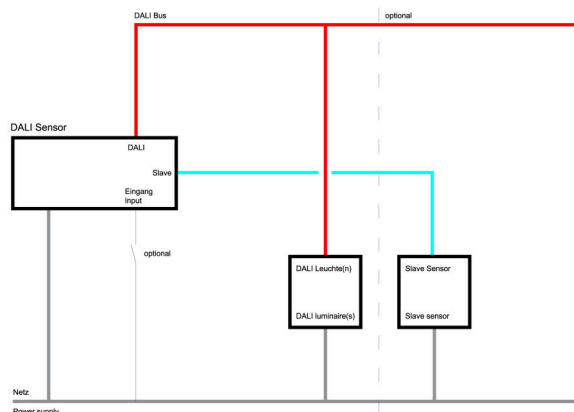 DALI Bus
optional
DALI Sensor
DALI
Slave
Eingang
Input
optional
DALI Leuchte(n)
DALI luminaire(s)
Slave Sensor
Slave sensor
Netz
Power supply